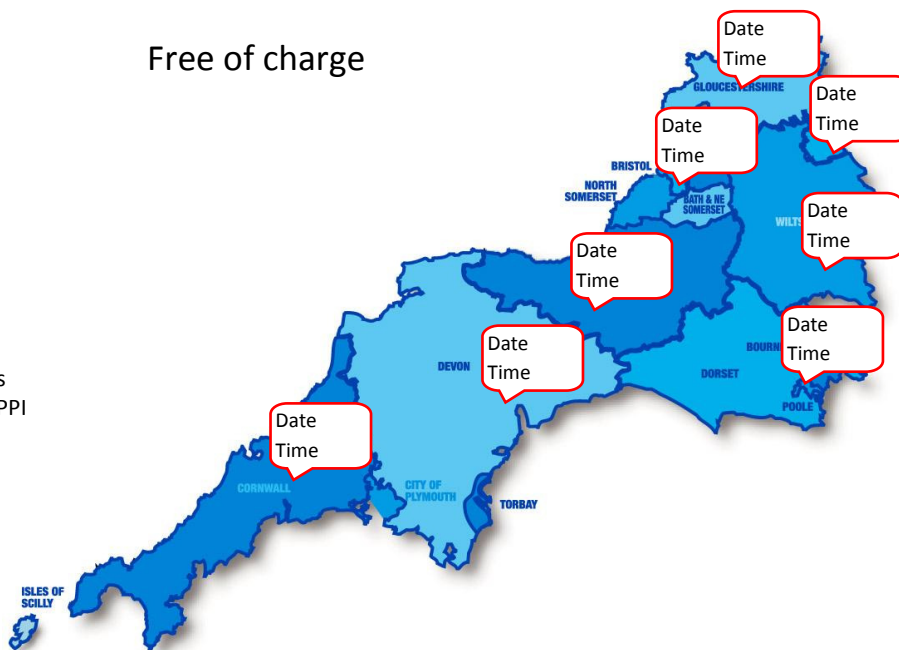 Free of charge
Date
Time
GLOUCESTERSHIRE
Date
Time
Date
Time
BRISTOL
NORTH
SOMERSET
BATH & NE
SOMERSET
Date
Time
WILTS
Date
Time
Date
Time
BOURN
Date
Time
DEVON
DORSET
s
PPI
POOLE
Date
Time
CORNWALL
CITY OF
PLYMOUTH
TORBAY
ISLES OF
SCILLY